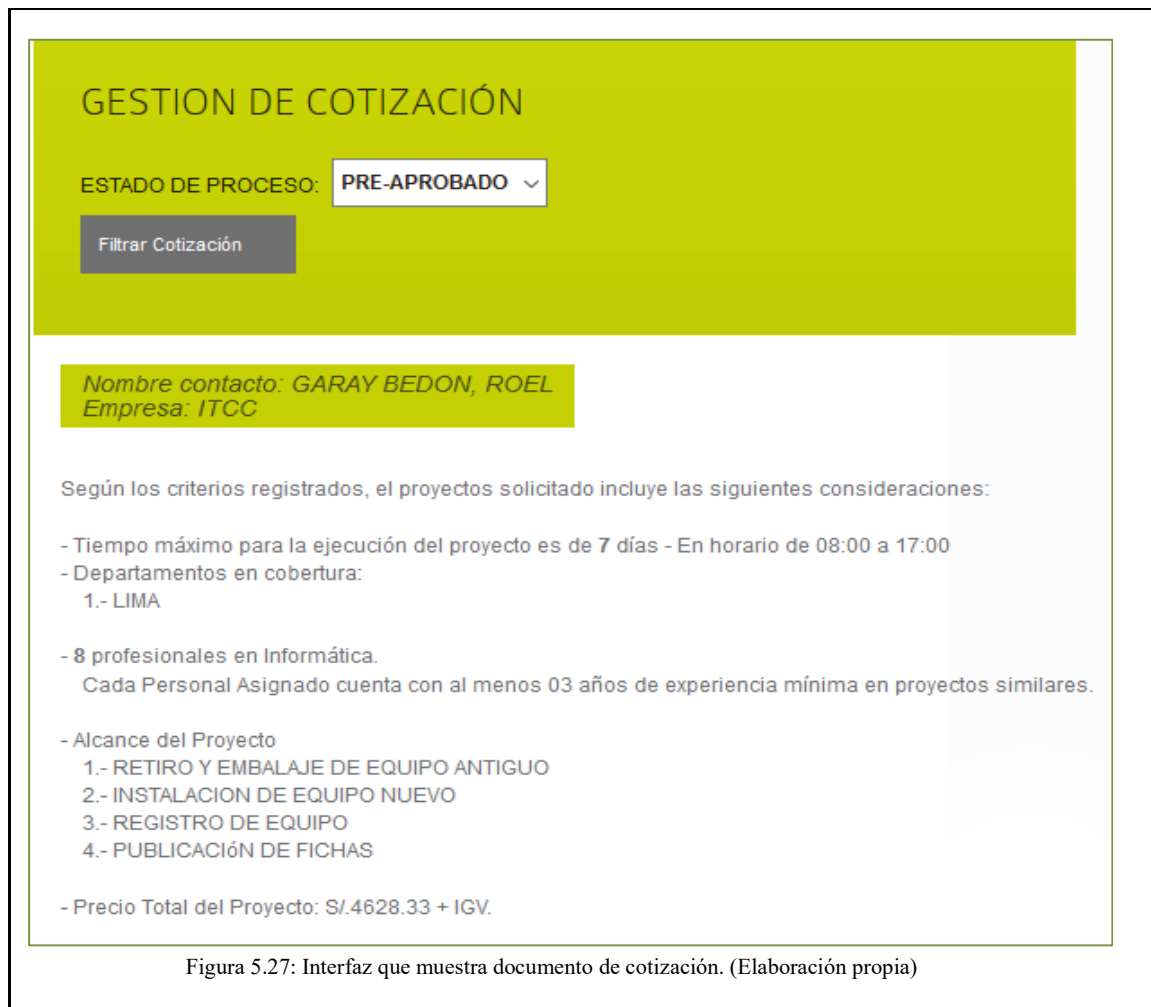 GESTION DE COTIZACIÓN
ESTADO DE PROCESO: PRE-APROBADO
Filtrar Cotización
Nombre contacto: GARAY BEDON, ROEL
Empresa: ITCC
Según los criterios registrados, el proyectos solicitado incluye las siguientes consideraciones:
- Tiempo máximo para la ejecución del proyecto es de 7 días - En horario de 08:00 a 17:00
- Departamentos en cobertura:
1.- LIMA
- 8 profesionales en Informática.
Cada Personal Asignado cuenta con al menos 03 años de experiencia mínima en proyectos similares.
- Alcance del Proyecto
1.- RETIRO Y EMBALAJE DE EQUIPO ANTIGUO
2.- INSTALACION DE EQUIPO NUEVO
3.- REGISTRO DE EQUIPO
4.- PUBLICACIóN DE FICHAS
- Precio Total del Proyecto: S/.4628.33 + IGV.
Figura 5.27: Interfaz que muestra documento de cotización. (Elaboración propia)